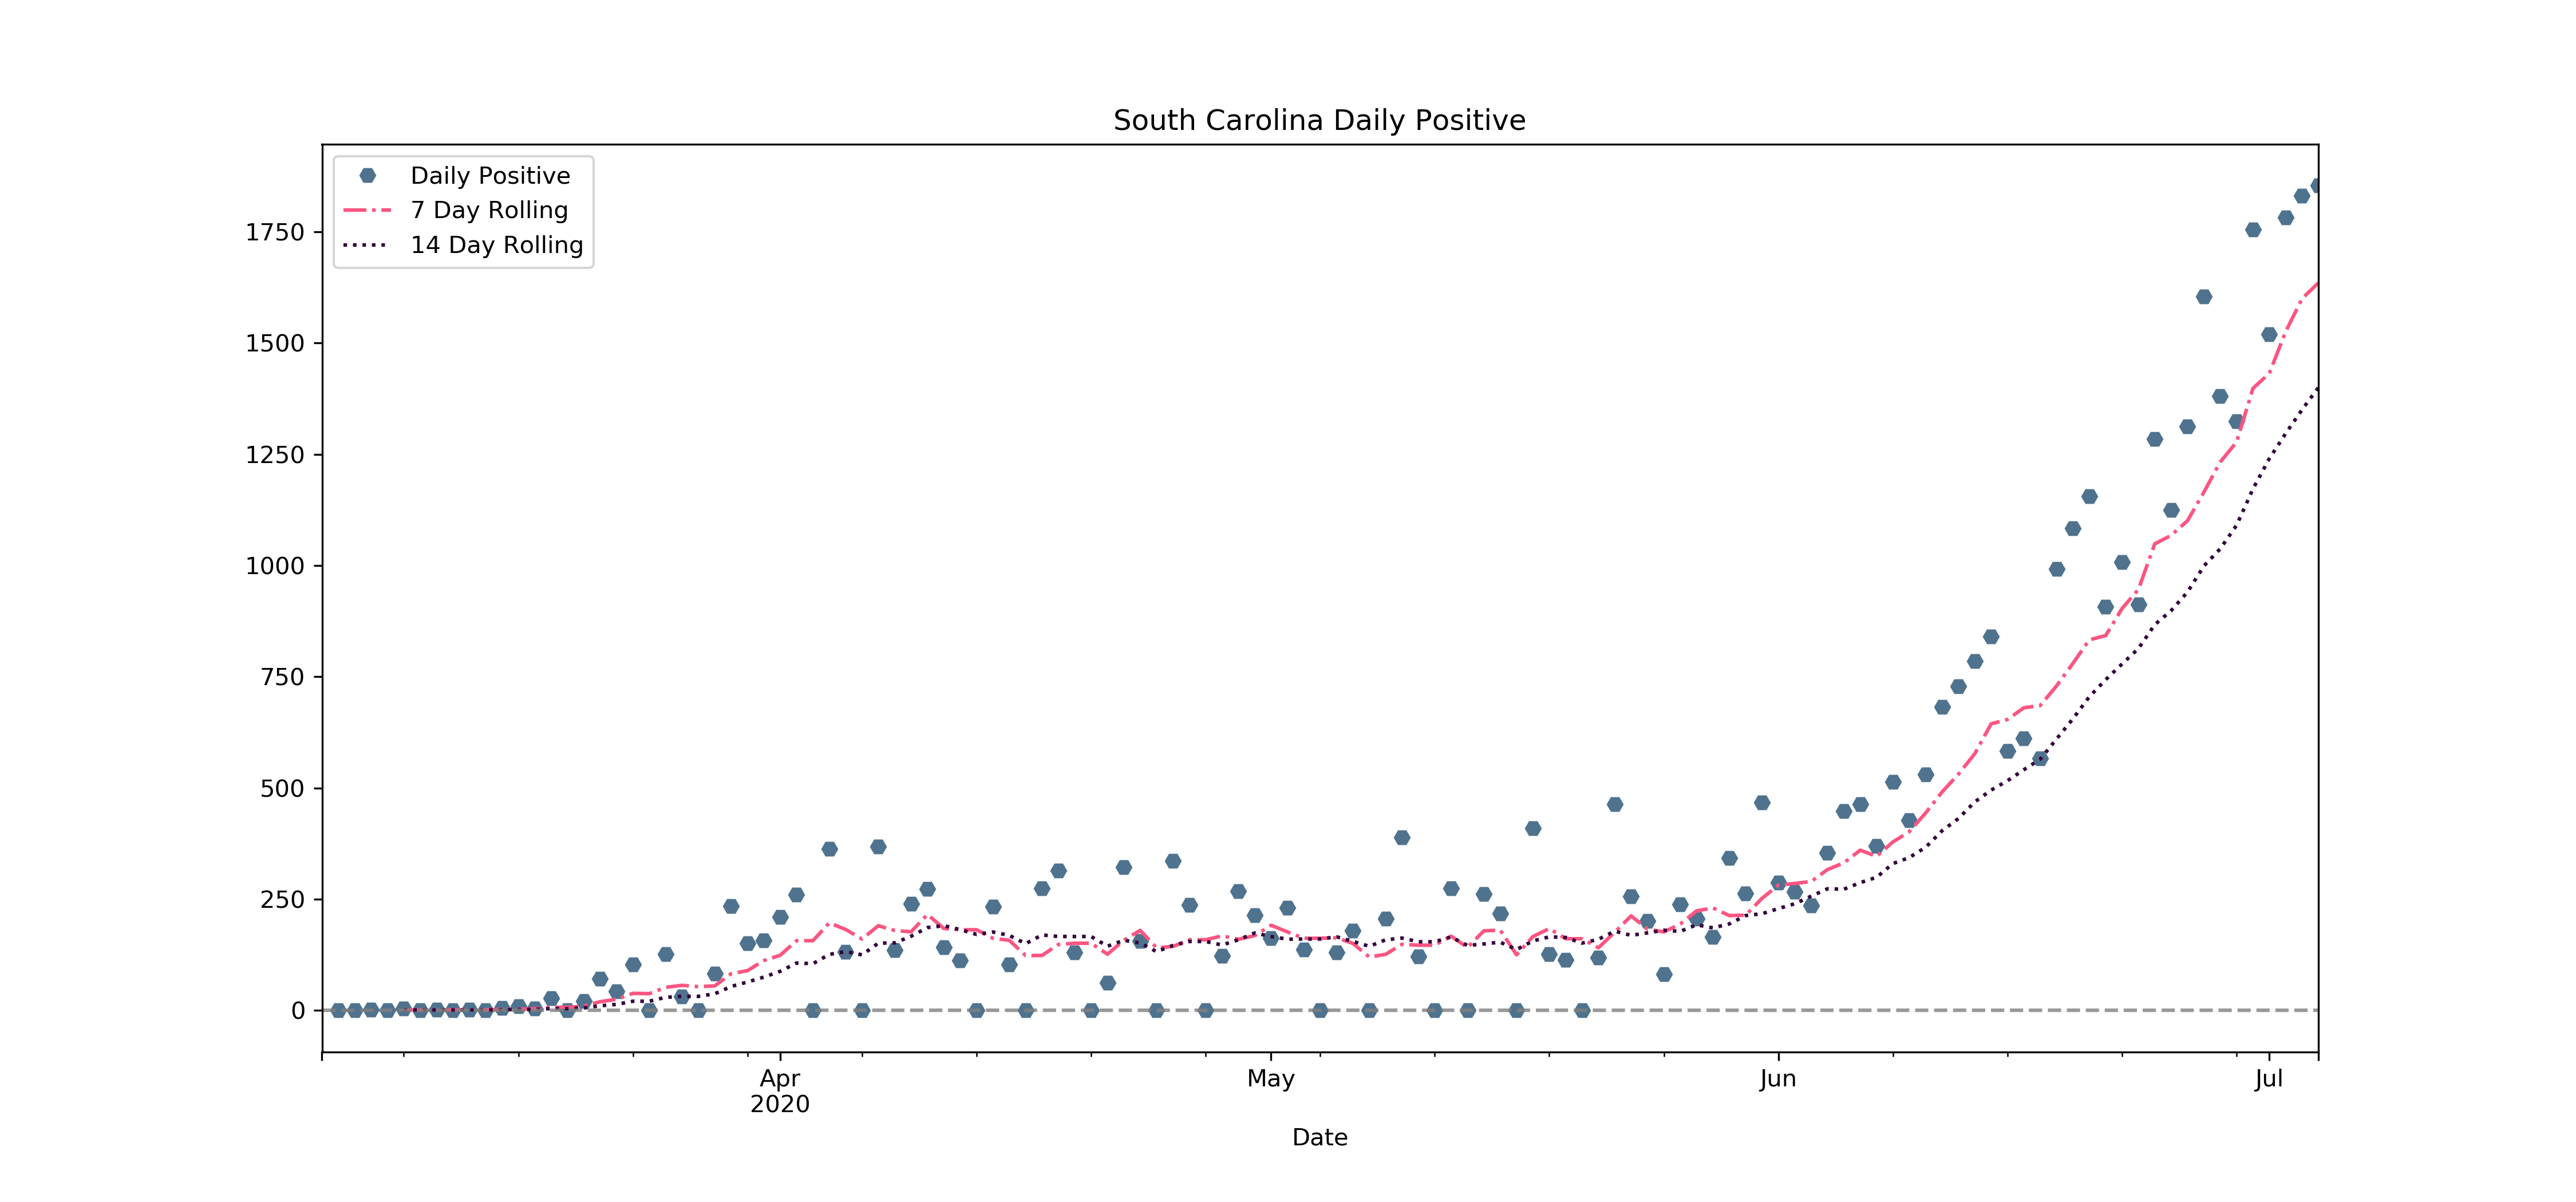 South Carolina Daily Positive
Daily Positive
7 Day Rolling
14 Day Rolling
1750
1500
1250
1000
750
500
250
0
Apr
2020
May
Jun
Jul
Date